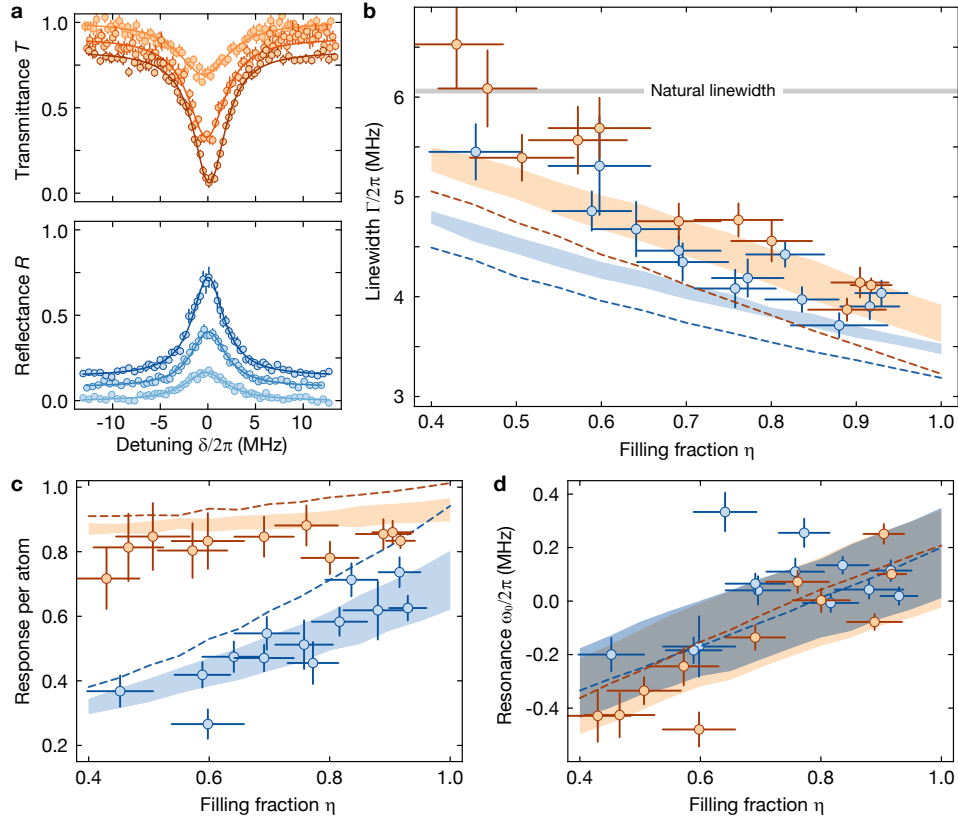 a
Transmittance T
1.0
0.5
0.0
Reflectance R
1.0
0.5
0.0
-10
-5
0
5
10
Detuning δ/2π (MHz)
b
Linewidth Γ/2π (MHz)
6
5
4
3
Natural linewidth
0.4
0.5
0.6
0.7
0.8
0.9
1.0
Filling fraction η
c
Response per atom
1.0
0.8
0.6
0.4
0.2
0.4
0.6
0.8
1.0
Filling fraction η
d
Resonance ω₀/2π (MHz)
0.4
0.2
0.0
-0.2
-0.4
0.4
0.6
0.8
1.0
Filling fraction η